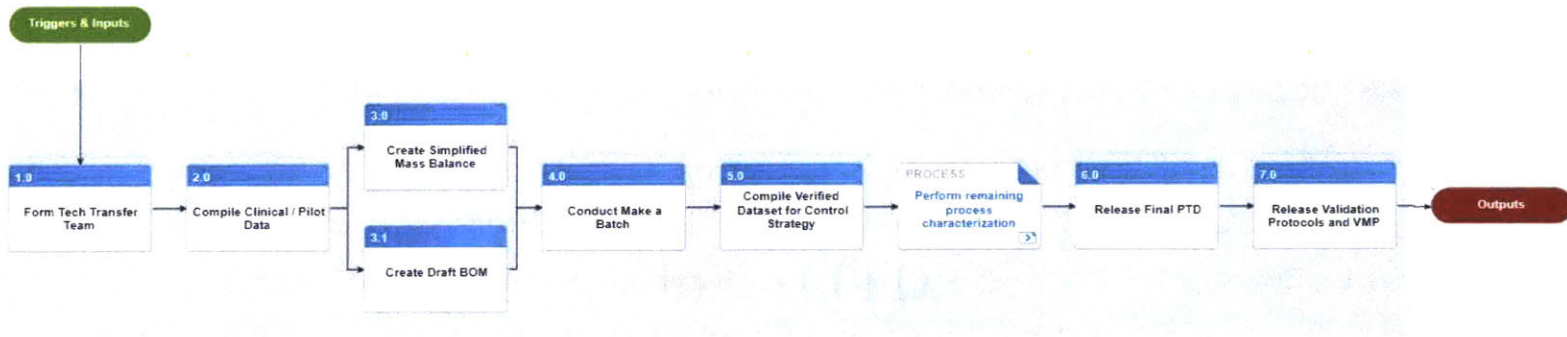 Triggers & Inputs
1.0
Form Tech Transfer
Team
2.0
Compile Clinical / Pilot
Data
3.0
Create Simplified
Mass Balance
3.1
Create Draft BOM
4.0
Conduct Make a
Batch
5.0
Compile Verified
Dataset for Control
Strategy
PROCESS
Perform remaining
process
characterization
6.0
Release Final PTD
7.0
Release Validation
Protocols and VMP
Outputs